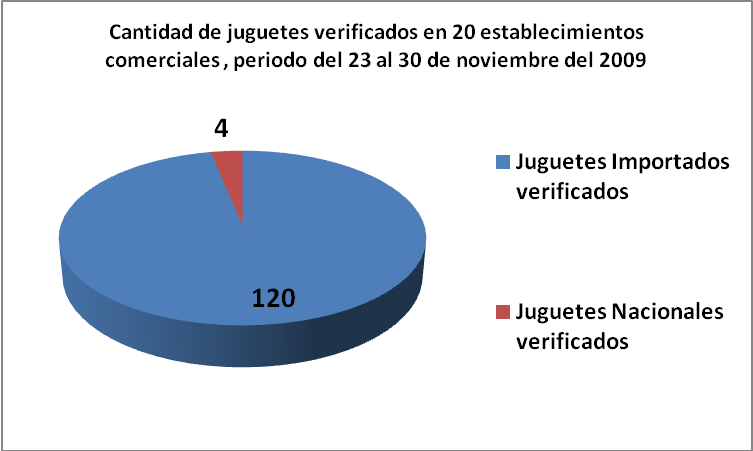 Cantidad de juguetes verificados en 20 establecimientos
comerciales , periodo del 23 al 30 de noviembre del 2009
4
120
Juguetes Importados
verificados
Juguetes Nacionales
verificados